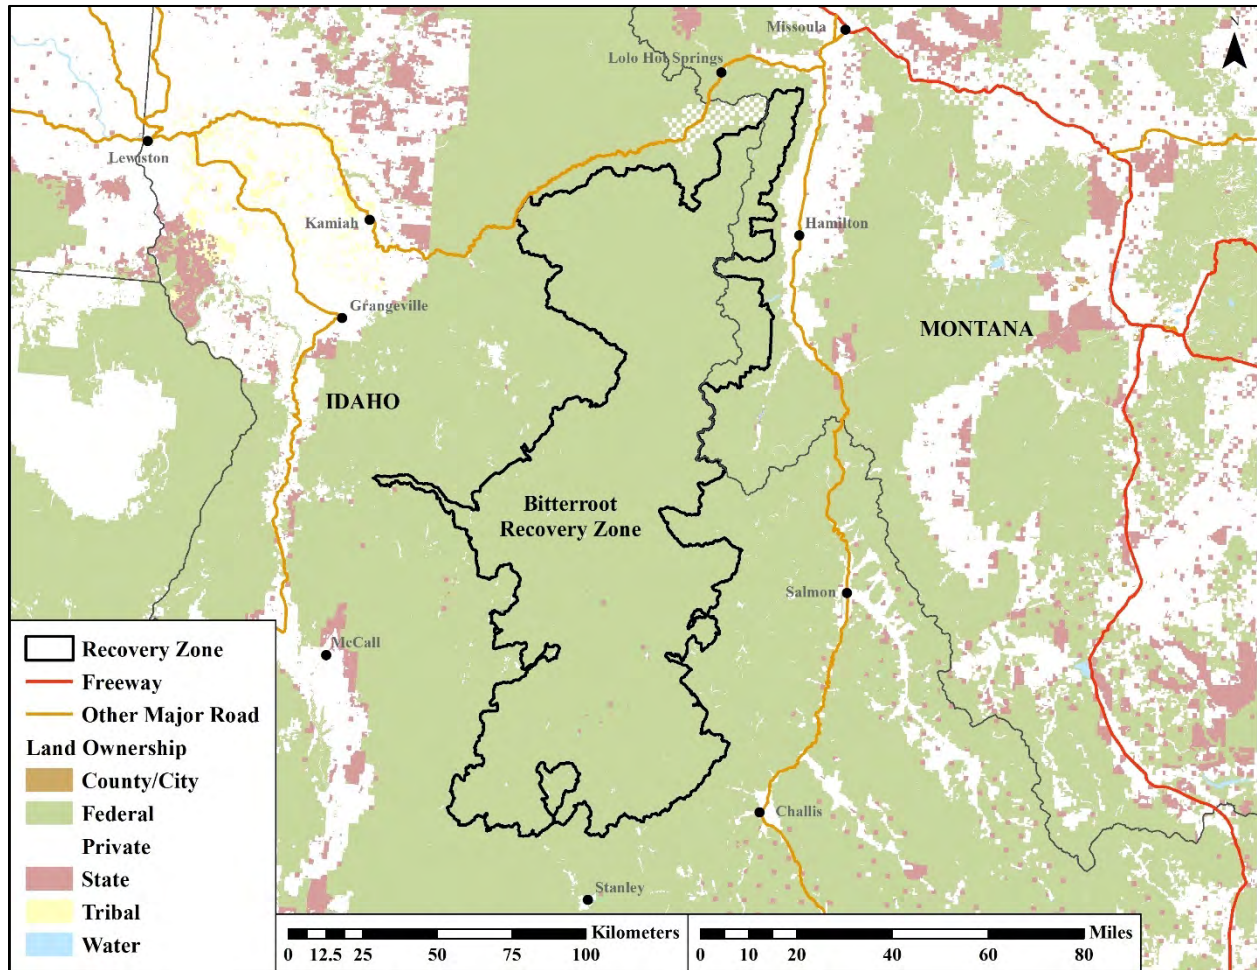 N
Missoula
Lolo Hot Springs
Lewiston
Kamiah
Hamilton
Grangeville
MONTANA
IDAHO
Bitterroot
Recovery Zone
Salmon
McCall
Challis
Stanley
Recovery Zone
Freeway
Other Major Road
Land Ownership
County/City
Federal
Private
State
Tribal
Water
Kilometers
0 12.5 25 50 75 100
Miles
0 10 20 40 60 80